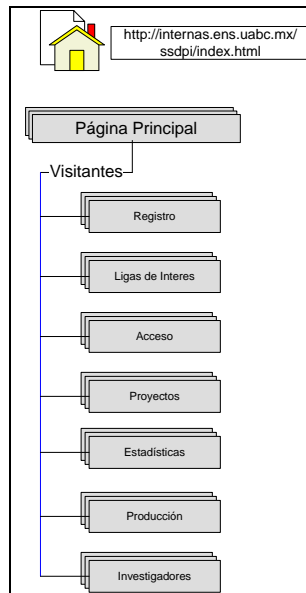 http://internas.ens.uabc.mx/
ssdpi/index.html
Página Principal
Visitantes
Registro
Ligas de Interes
Acceso
Proyectos
Estadísticas
Producción
Investigadores